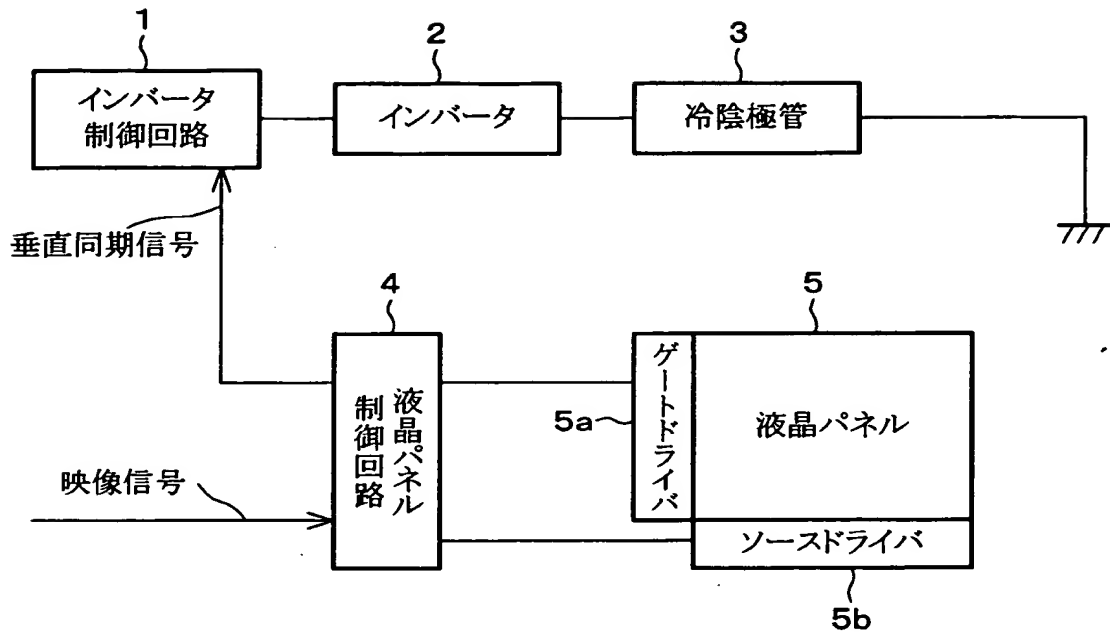 1
インバータ
制御回路
2
インバータ
3
冷陰極管
垂直同期信号
4
液晶パネル
制御回路
映像信号
5
5a
ゲートドライバ
液晶パネル
ソースドライバ
5b